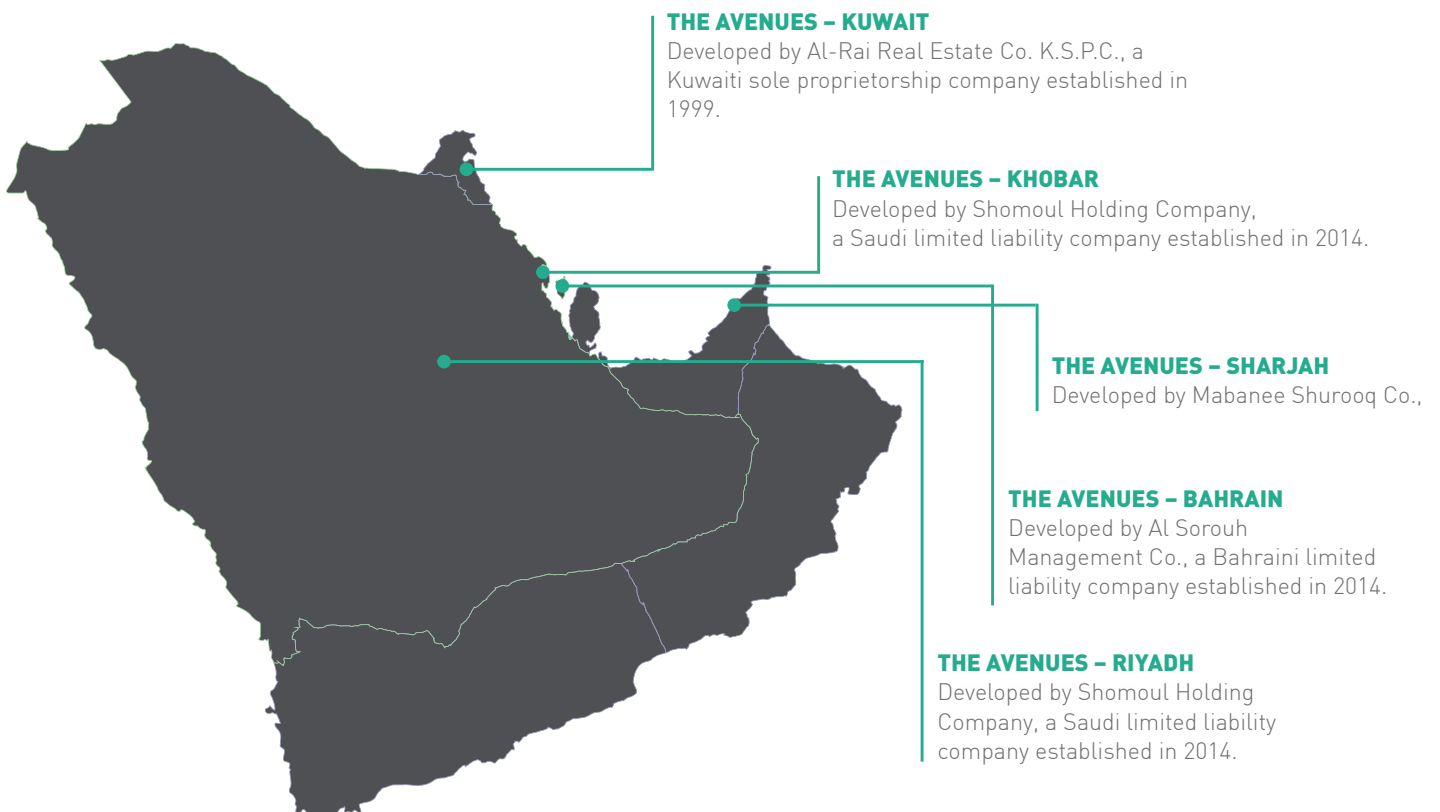 THE AVENUES – KUWAIT
Developed by Al-Rai Real Estate Co. K.S.P.C., a
Kuwaiti sole proprietorship company established in
1999.
THE AVENUES – KHOBAR
Developed by Shomoul Holding Company,
a Saudi limited liability company established in 2014.
THE AVENUES – SHARJAH
Developed by Mabanee Shurooq Co.,
THE AVENUES – BAHRAIN
Developed by Al Sorouh
Management Co., a Bahraini limited
liability company established in 2014.
THE AVENUES – RIYADH
Developed by Shomoul Holding
Company, a Saudi limited liability
company established in 2014.